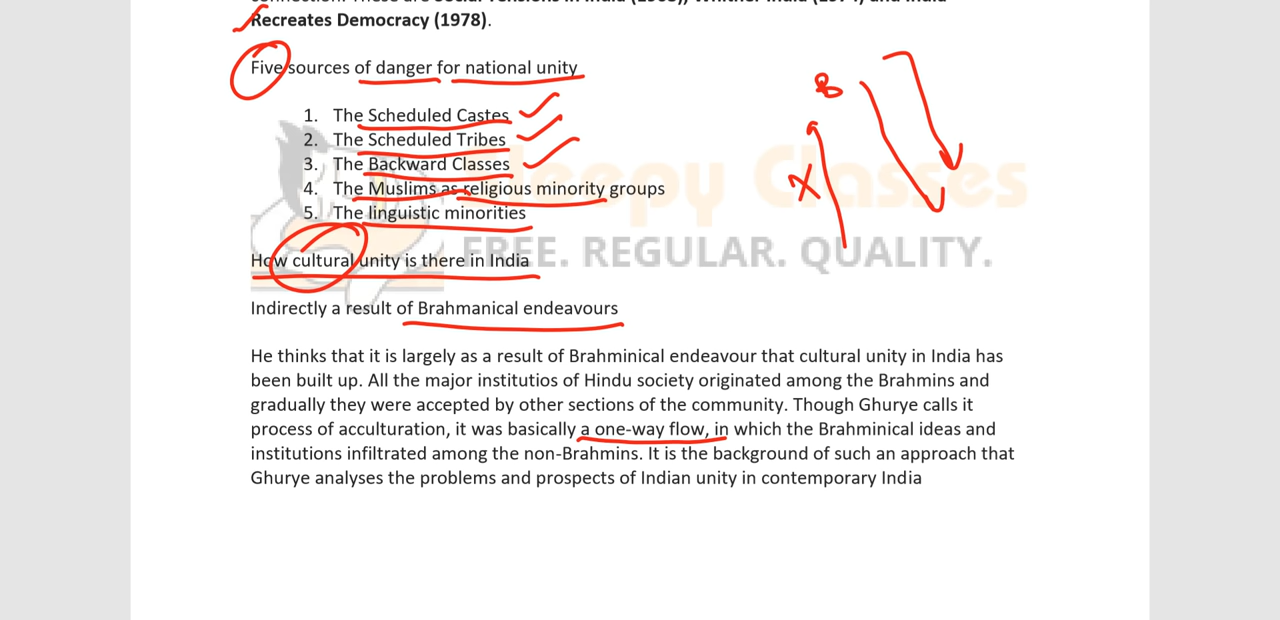 Recreates Democracy (1978).
Five sources of danger for national unity
1. The Scheduled Castes
2. The Scheduled Tribes
3. The Backward Classes
4. The Muslims as religious minority groups
5. The linguistic minorities
How cultural unity is there in India
Indirectly a result of Brahmanical endeavours
He thinks that it is largely as a result of Brahminical endeavour that cultural unity in India has
been built up. All the major institutios of Hindu society originated among the Brahmins and
gradually they were accepted by other sections of the community. Though Ghurye calls it
process of acculturation, it was basically a one-way flow, in which the Brahminical ideas and
institutions infiltrated among the non-Brahmins. It is the background of such an approach that
Ghurye analyses the problems and prospects of Indian unity in contemporary India
B
X
Sleepy Classes
FREE. REGULAR. QUALITY.